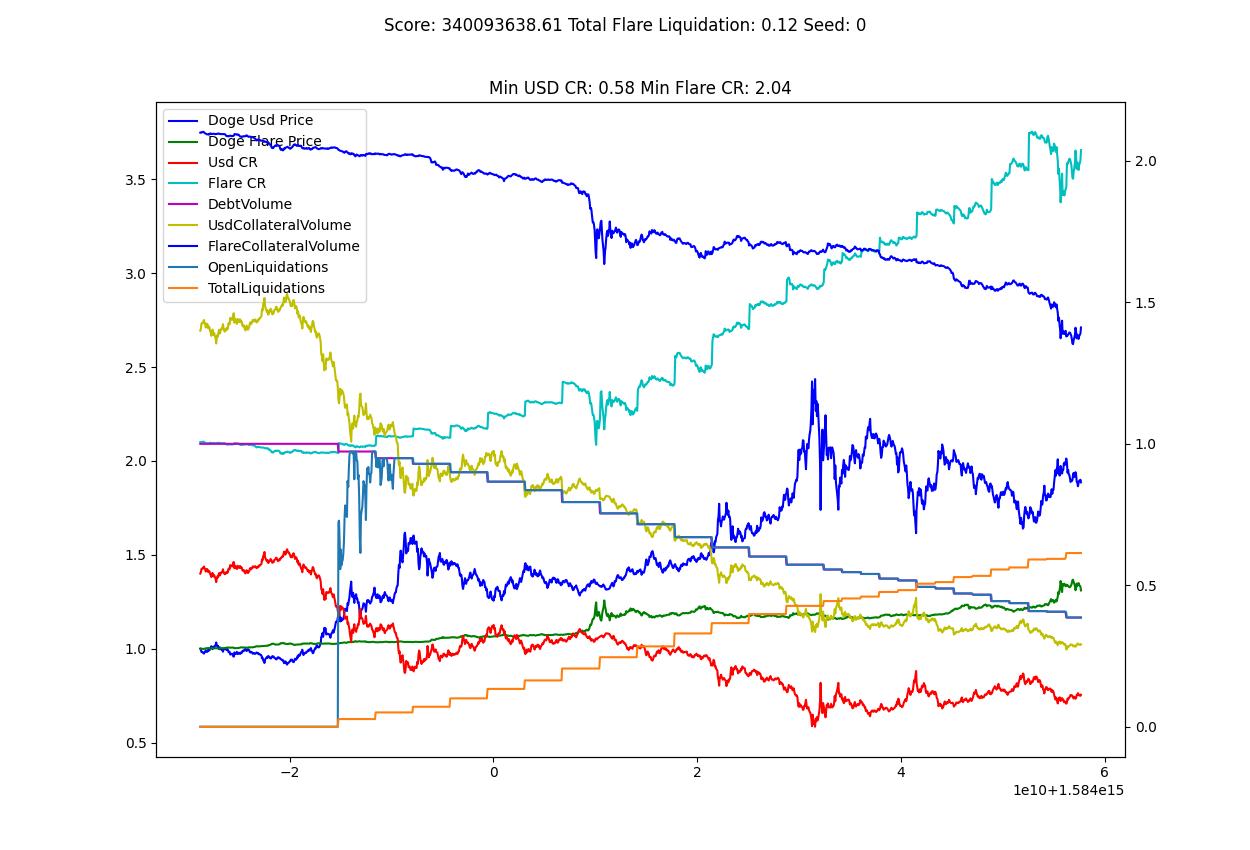 Score: 340093638.61 Total Flare Liquidation: 0.12 Seed: 0
Min USD CR: 0.58 Min Flare CR: 2.04
Doge Usd Price
Doge Flare Price
Usd CR
Flare CR
DebtVolume
UsdCollateralVolume
FlareCollateralVolume
OpenLiquidations
TotalLiquidations
3.5
3.0
2.5
2.0
1.5
1.0
0.5
2.0
1.5
1.0
0.5
0.0
−2 0 2 4 6
1e10+1.584e15